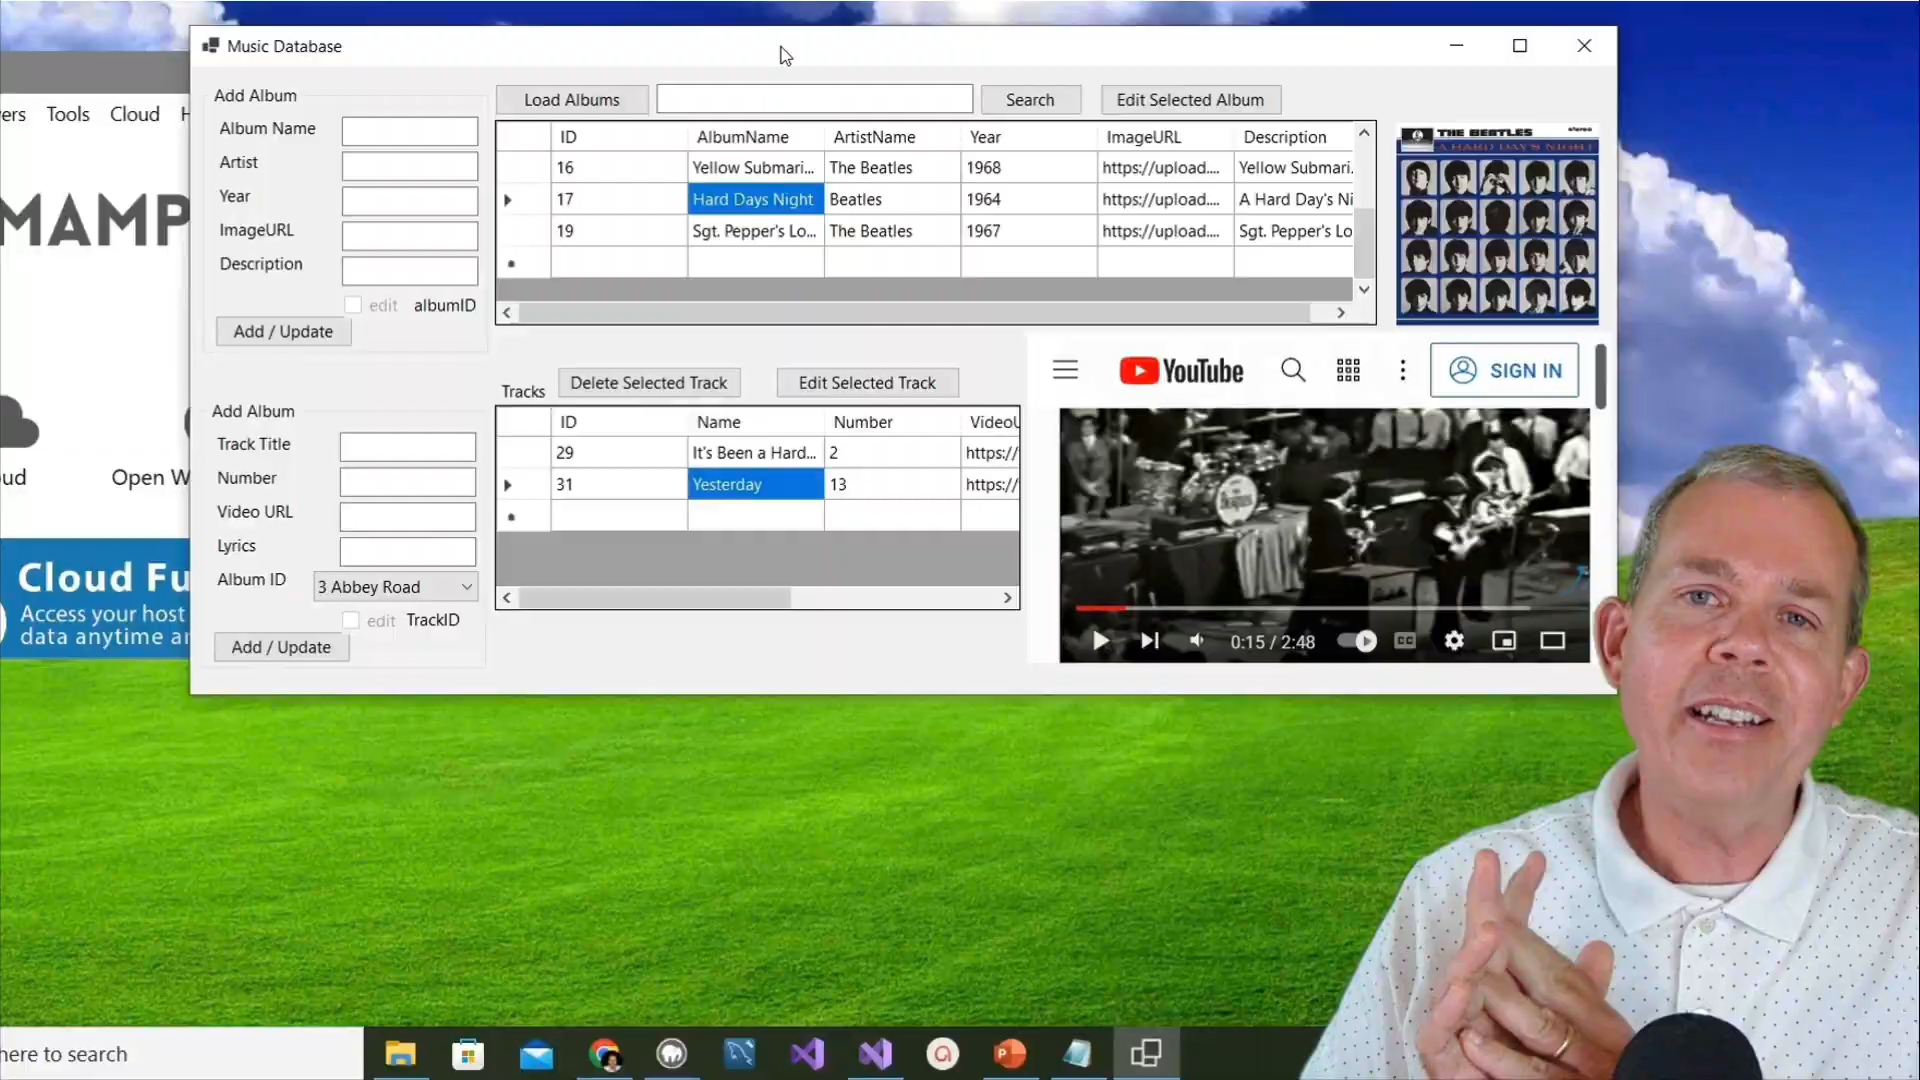 Music Database
ers Tools Cloud H
MAMP
ud Open W
Cloud Fu
Access your host
data anytime ar
Add Album
Album Name
Artist
Year
ImageURL
Description
edit albumID
Add / Update
Load Albums Search Edit Selected Album
ID AlbumName ArtistName Year ImageURL Description
16 Yellow Submari... The Beatles 1968 https://upload.... Yellow Submari.
17 Hard Days Night Beatles 1964 https://upload.... A Hard Day's Ni
19 Sgt. Pepper's Lo... The Beatles 1967 https://upload.... Sgt. Pepper's Lo
THE BEATLES stereo
A HARD DAY'S NIGHT
Add Album
Track Title
Number
Video URL
Lyrics
Album ID 3 Abbey Road
edit TrackID
Add / Update
Tracks Delete Selected Track Edit Selected Track
ID Name Number VideoU
29 It's Been a Hard... 2 https://
31 Yesterday 13 https://
YouTube SIGN IN
0:15 / 2:48
CC
here to search